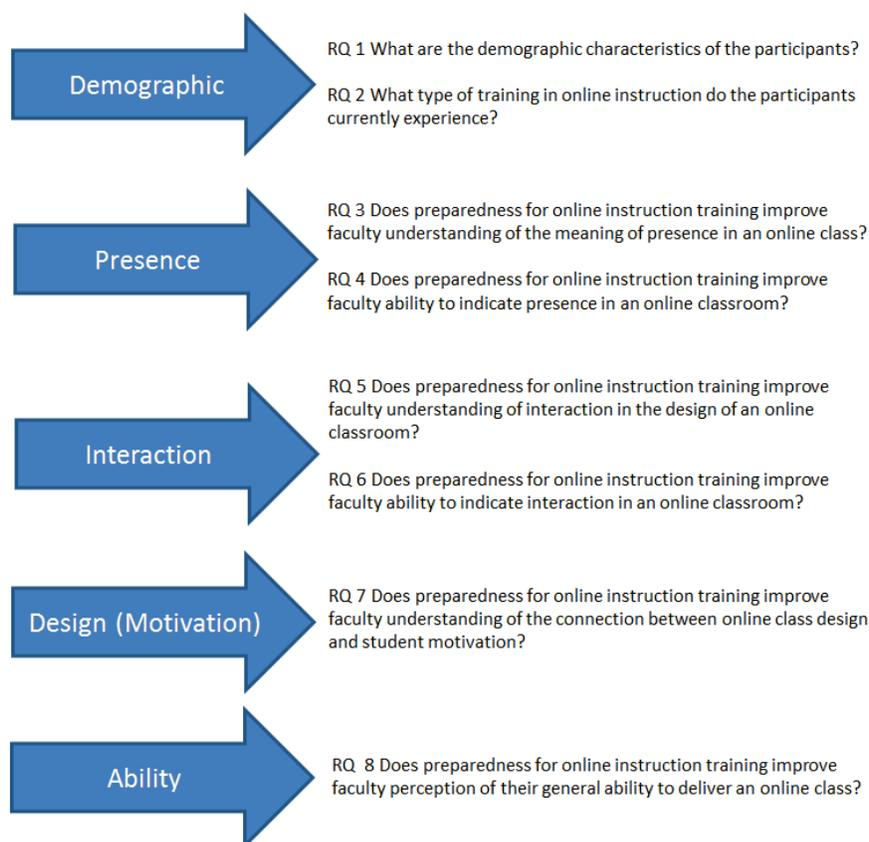 Demographic
RQ 1 What are the demographic characteristics of the participants?
RQ 2 What type of training in online instruction do the participants
currently experience?
Presence
RQ 3 Does preparedness for online instruction training improve
faculty understanding of the meaning of presence in an online class?
RQ 4 Does preparedness for online instruction training improve
faculty ability to indicate presence in an online classroom?
Interaction
RQ 5 Does preparedness for online instruction training improve
faculty understanding of interaction in the design of an online
classroom?
RQ 6 Does preparedness for online instruction training improve
faculty ability to indicate interaction in an online classroom?
Design (Motivation)
RQ 7 Does preparedness for online instruction training improve
faculty understanding of the connection between online class design
and student motivation?
Ability
RQ 8 Does preparedness for online instruction training improve
faculty perception of their general ability to deliver an online class?